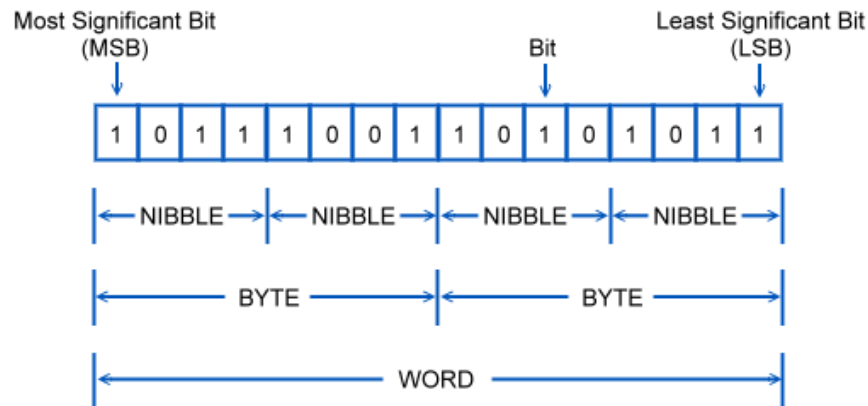 Most Significant Bit
(MSB)
Bit
Least Significant Bit
(LSB)
1 0 1 1 1 0 0 1 1 0 1 0 1 0 1 1
NIBBLE NIBBLE NIBBLE NIBBLE
BYTE BYTE
WORD